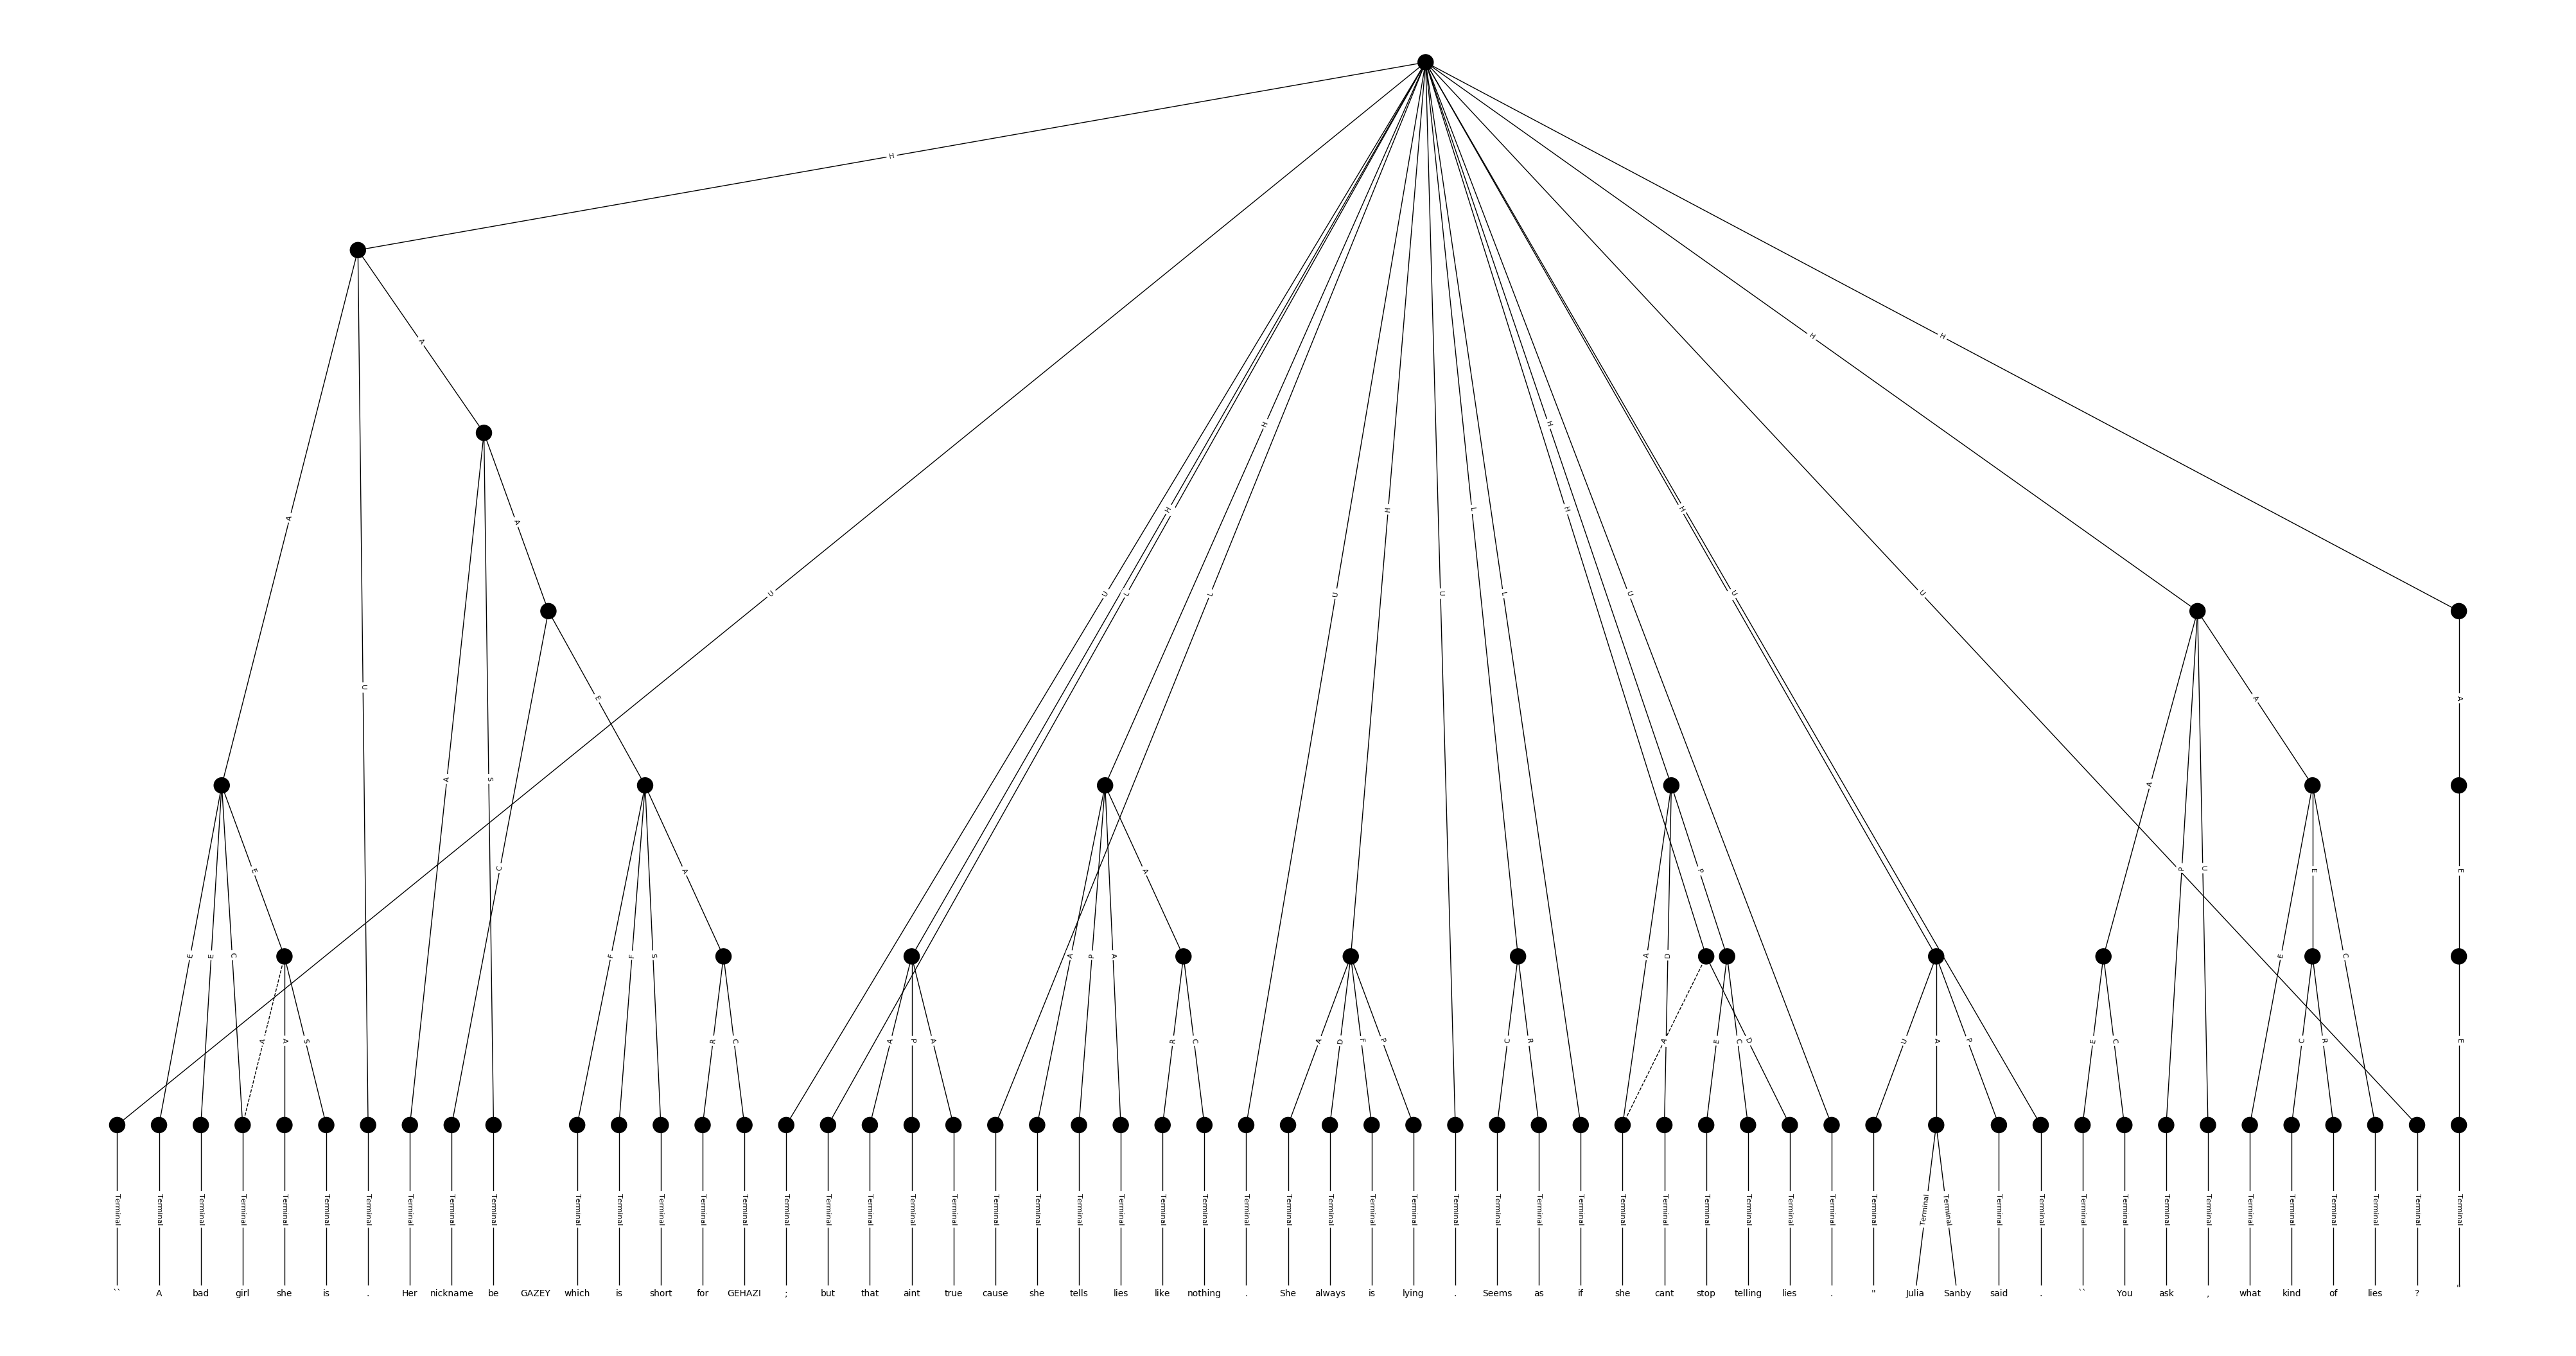 H
H H
A
H H
A A H H L H H
U U L L U U L U U U
U E A A
A S A
E C A A P P U E E
E E C F F S A P A A D E C
A A S R C A P A R C A D F P C R A E C D U A P E C C R E
Terminal Terminal Terminal Terminal Terminal Terminal Terminal Terminal Terminal Terminal Terminal Terminal Terminal Terminal Terminal Terminal Terminal Terminal Terminal Terminal Terminal Terminal Terminal Terminal Terminal Terminal Terminal Terminal Terminal Terminal Terminal Terminal Terminal Terminal Terminal Terminal Terminal Terminal Terminal Terminal Terminal Terminal Terminal Terminal Terminal Terminal Terminal Terminal Terminal Terminal Terminal Terminal Terminal Terminal Terminal Terminal
`` A bad girl she is . Her nickname be GAZEY which is short for GEHAZI ; but that aint true cause she tells lies like nothing . She always is lying . Seems as if she cant stop telling lies . " Julia Sanby said . `` You ask , what kind of lies ? "